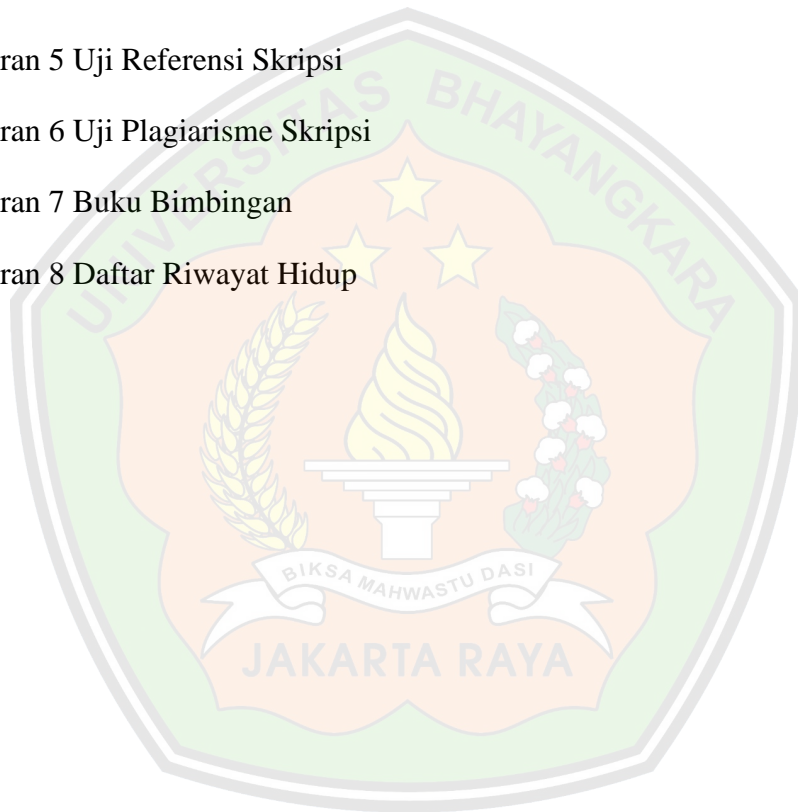 ran 5 Uji Referensi Skripsi
ran 6 Uji Plagiarisme Skripsi
ran 7 Buku Bimbingan
ran 8 Daftar Riwayat Hidup
UNIVERSITAS BHAYANGKARA
BIKSA MAHWASTU DASI
JAKARTA RAYA